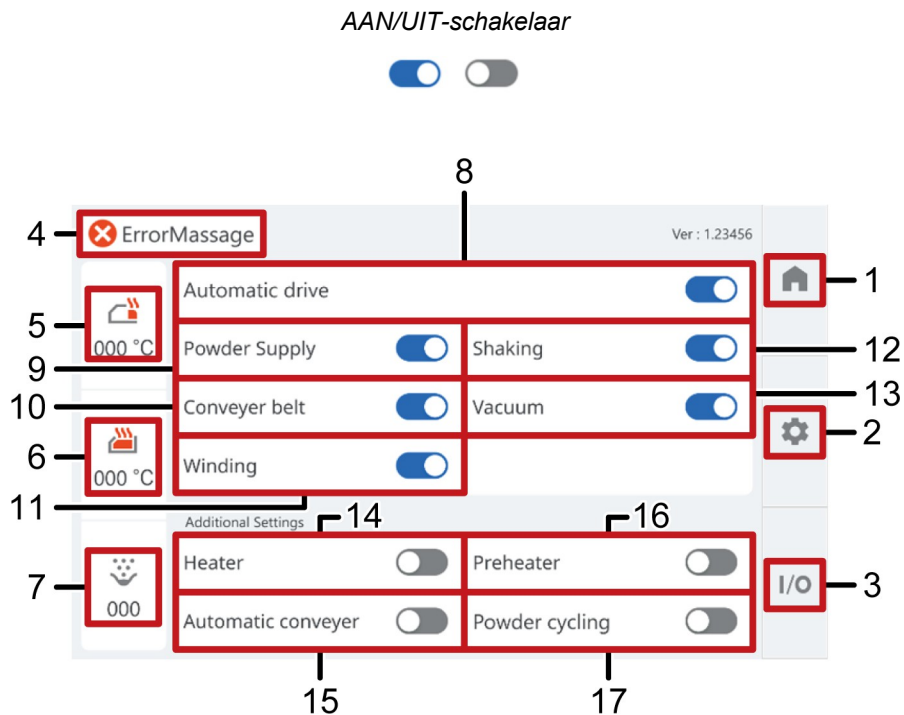 AAN/UIT-schakelaar
8
4
ErrorMassage
Ver : 1.23456
1
Automatic drive
5
000 °C
Powder Supply
Shaking
12
9
10
Conveyer belt
Vacuum
13
2
6
000 °C
Winding
11
Additional Settings
14
16
Heater
Preheater
7
000
I/O
3
Automatic conveyer
Powder cycling
15
17